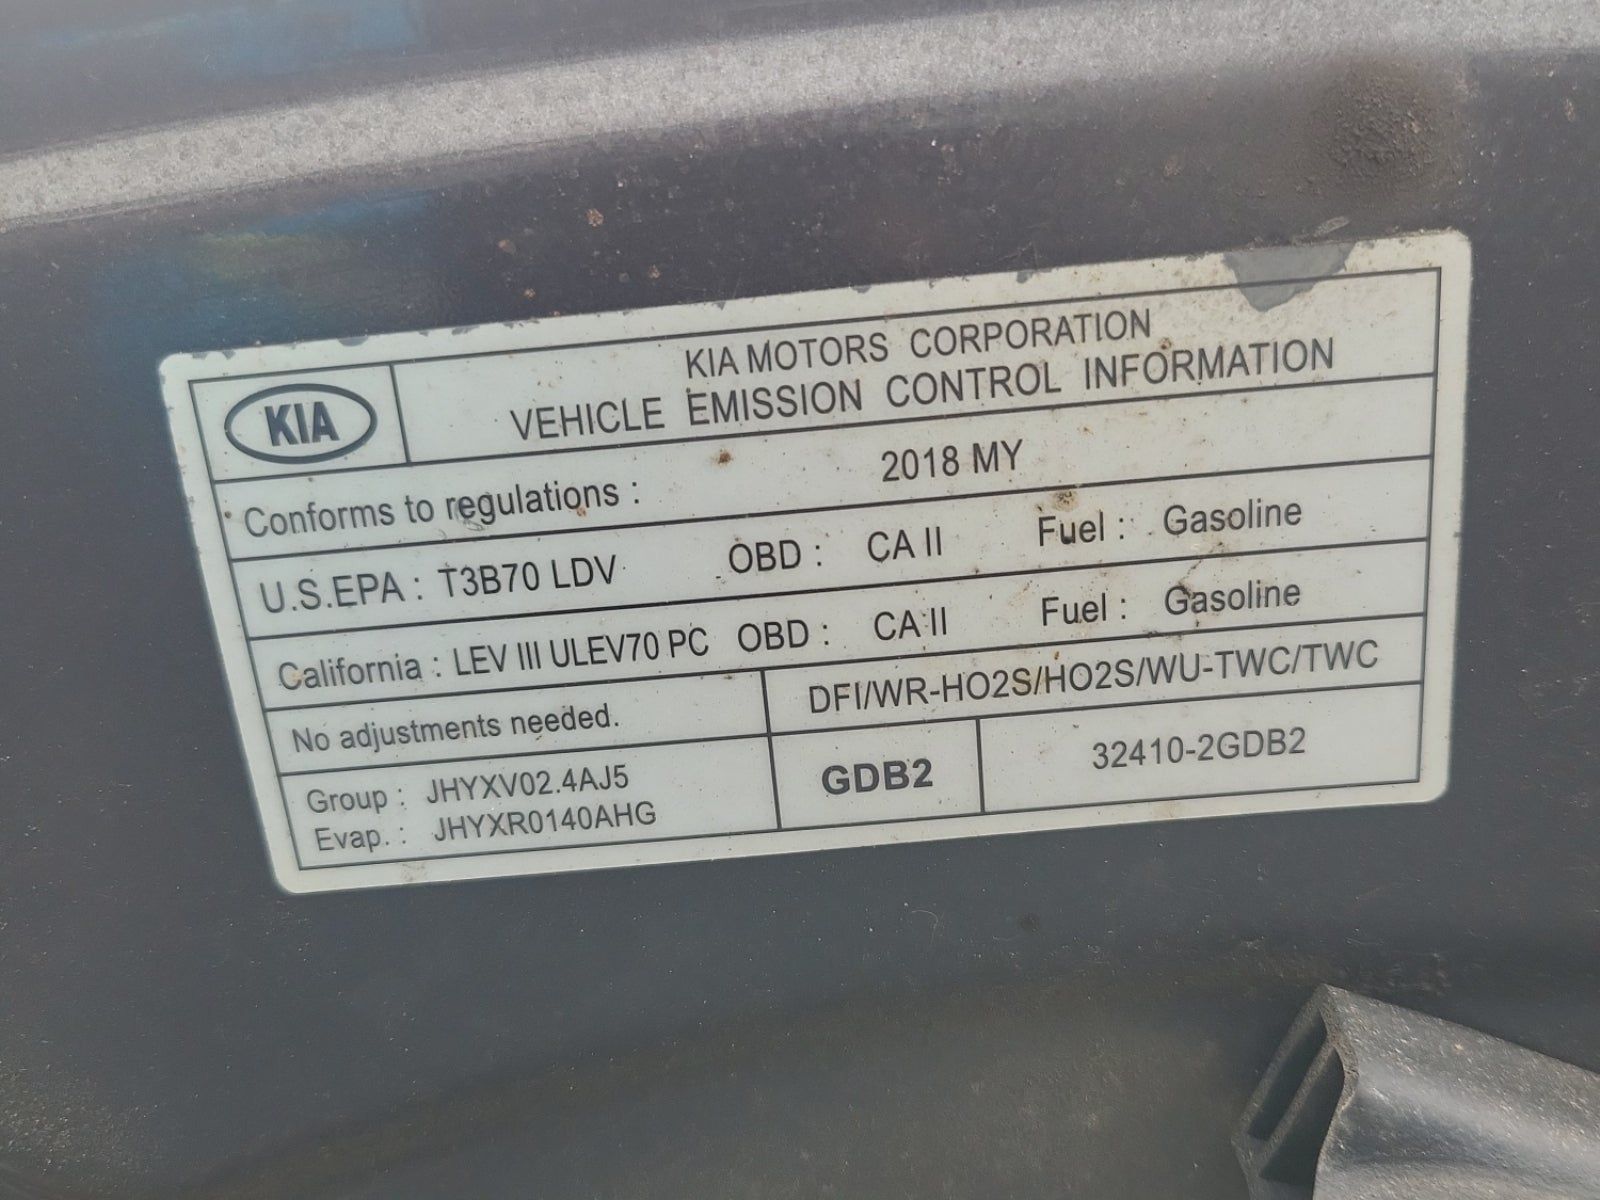 KIA
KIA MOTORS CORPORATION
VEHICLE EMISSION CONTROL INFORMATION
Conforms to regulations : 2018 MY
U.S.EPA : T3B70 LDV OBD : CA II Fuel : Gasoline
California : LEV III ULEV70 PC OBD : CA II Fuel : Gasoline
No adjustments needed. DFI/WR-HO2S/HO2S/WU-TWC/TWC
Group : JHYXV02.4AJ5
Evap. : JHYXR0140AHG
GDB2
32410-2GDB2